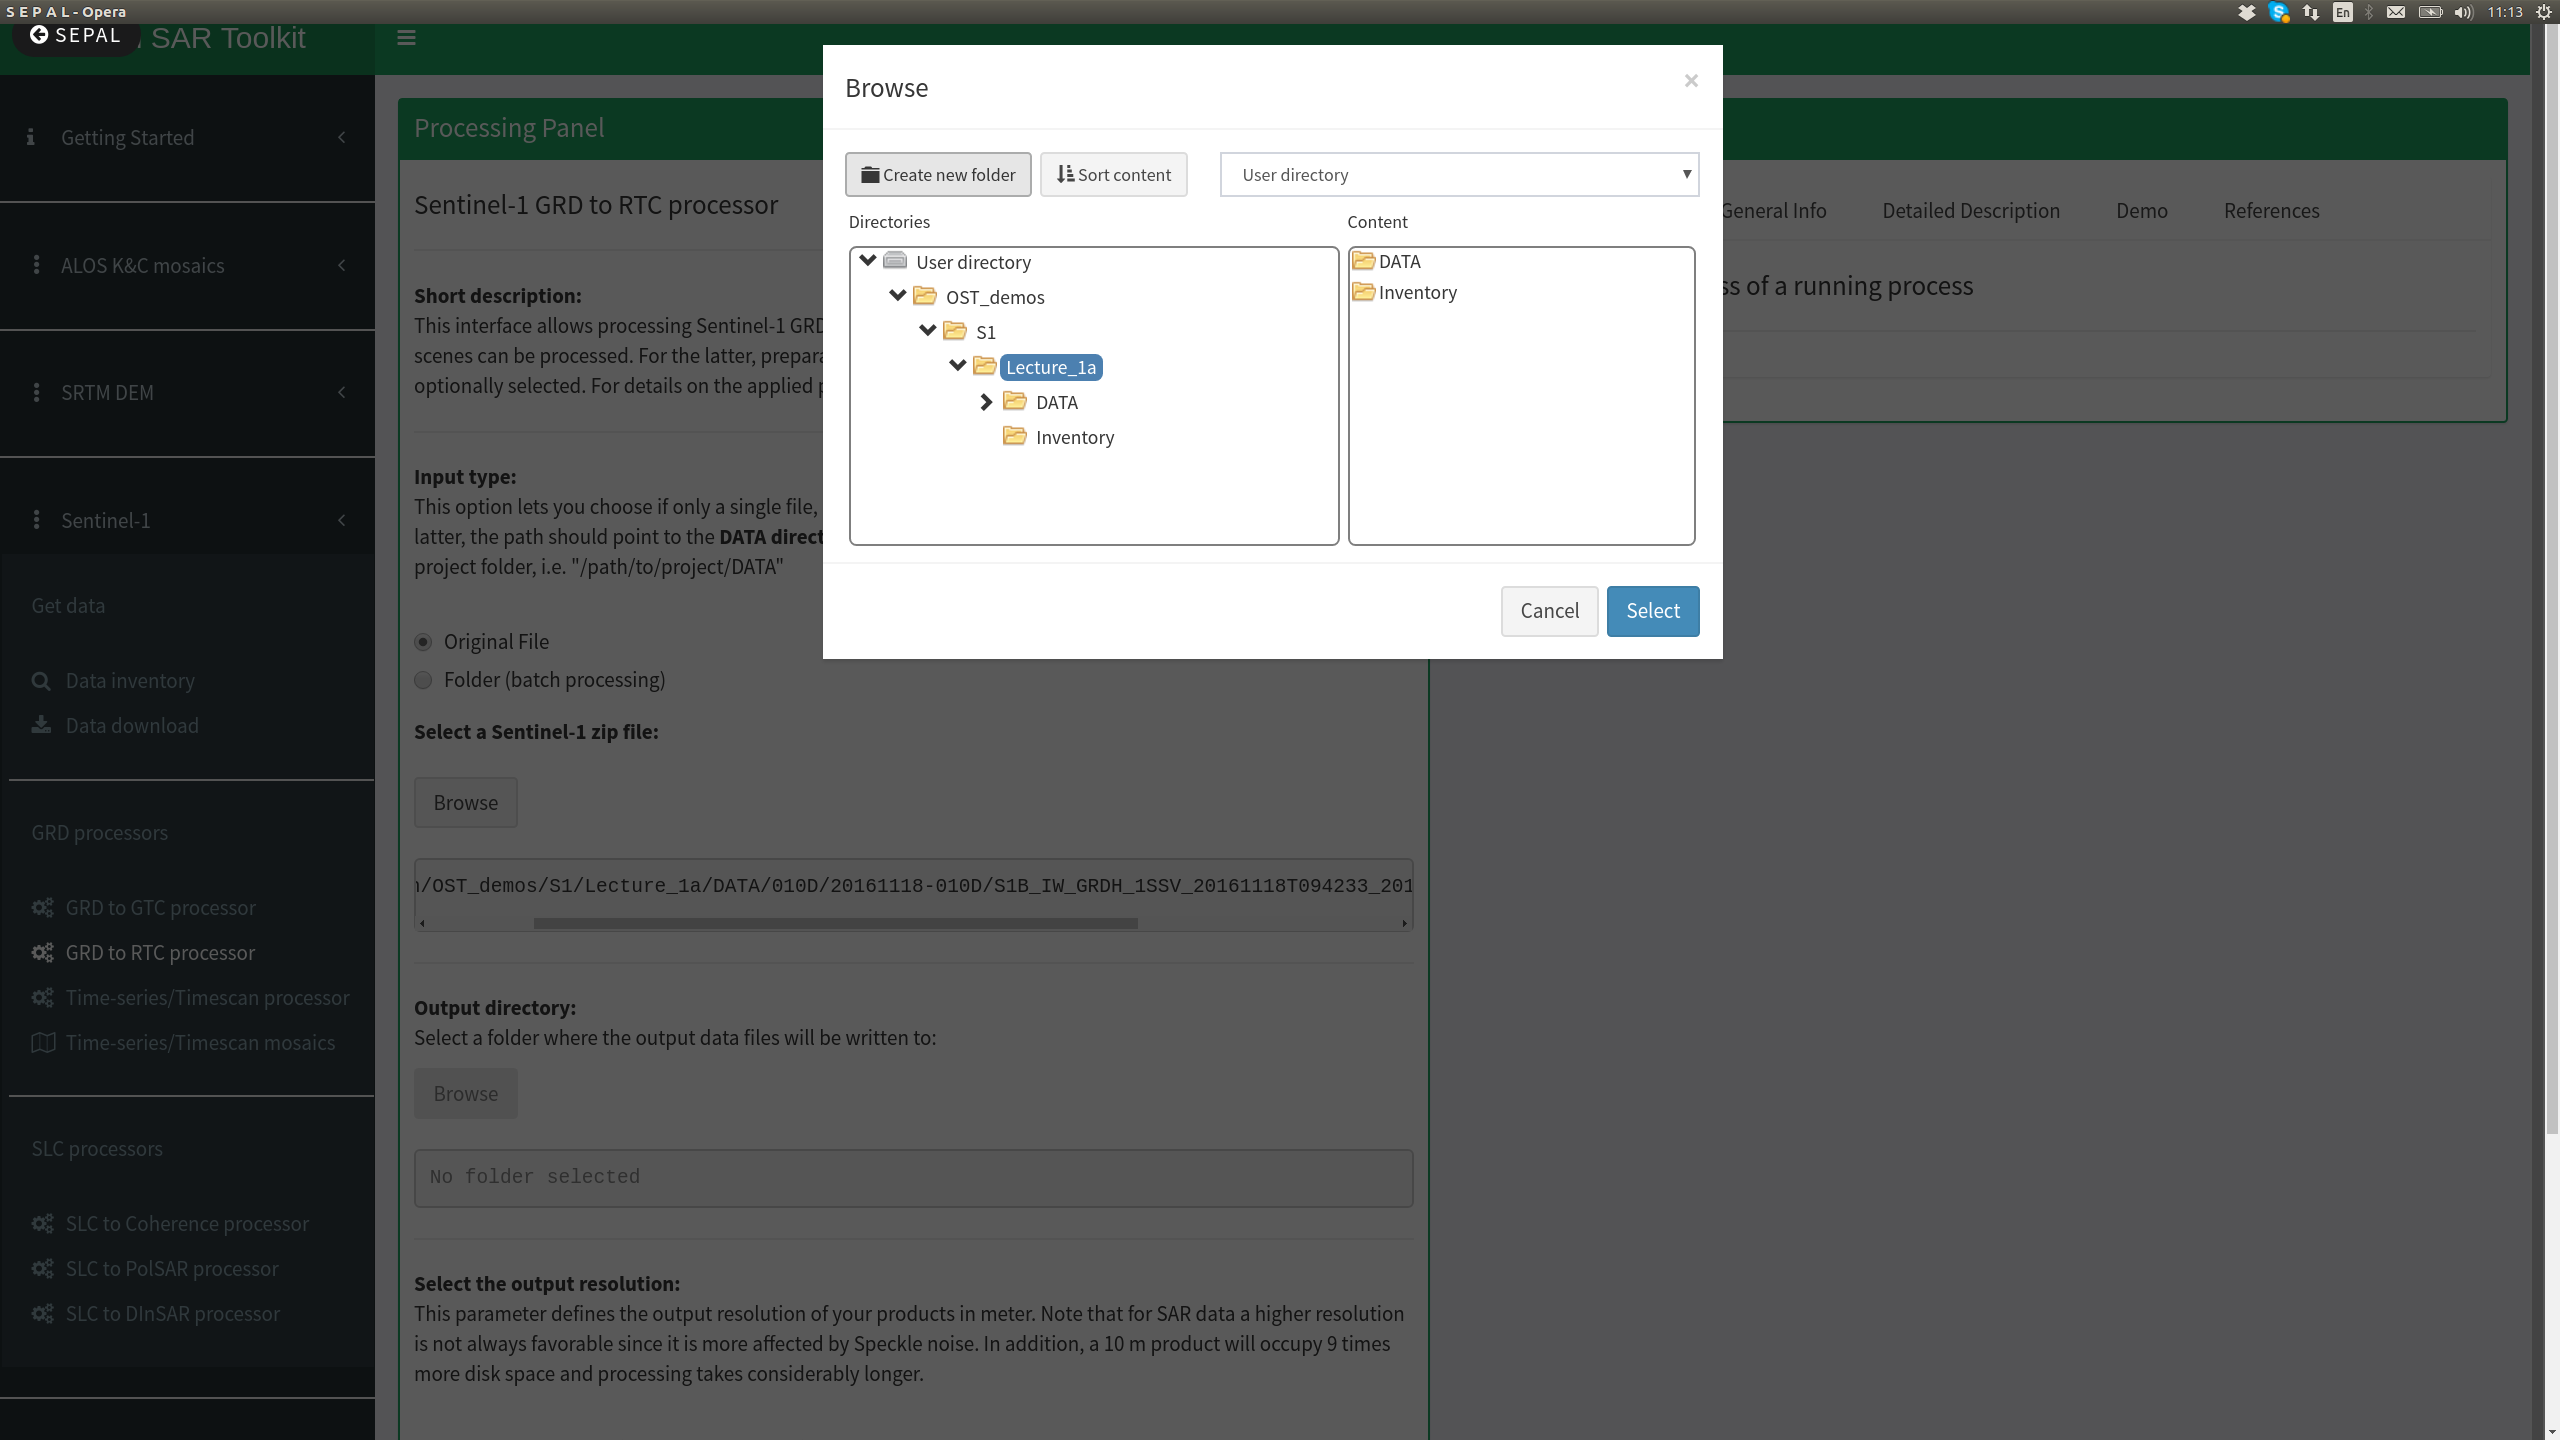 S E P A L - Opera
En
11:13
SEPAL
SAR Toolkit
Getting Started
ALOS K&C mosaics
SRTM DEM
Sentinel-1
Get data
Data inventory
Data download
GRD processors
GRD to GTC processor
GRD to RTC processor
Time-series/Timescan processor
Time-series/Timescan mosaics
SLC processors
SLC to Coherence processor
SLC to PolSAR processor
SLC to DInSAR processor
Processing Panel
Sentinel-1 GRD to RTC processor
Short description:
This interface allows processing Sentinel-1 GRD
scenes can be processed. For the latter, prepara
optionally selected. For details on the applied p
Input type:
This option lets you choose if only a single file,
latter, the path should point to the DATA direct
project folder, i.e. "/path/to/project/DATA"
Original File
Folder (batch processing)
Select a Sentinel-1 zip file:
Browse
/OST_demos/S1/Lecture_1a/DATA/010D/20161118-010D/S1B_IW_GRDH_1SSV_20161118T094233_201
Output directory:
Select a folder where the output data files will be written to:
Browse
No folder selected
Select the output resolution:
This parameter defines the output resolution of your products in meter. Note that for SAR data a higher resolution
is not always favorable since it is more affected by Speckle noise. In addition, a 10 m product will occupy 9 times
more disk space and processing takes considerably longer.
Browse
×
Create new folder
Sort content
User directory
Directories
User directory
OST_demos
S1
Lecture_1a
DATA
Inventory
Content
DATA
Inventory
Cancel
Select
General Info
Detailed Description
Demo
References
ss of a running process